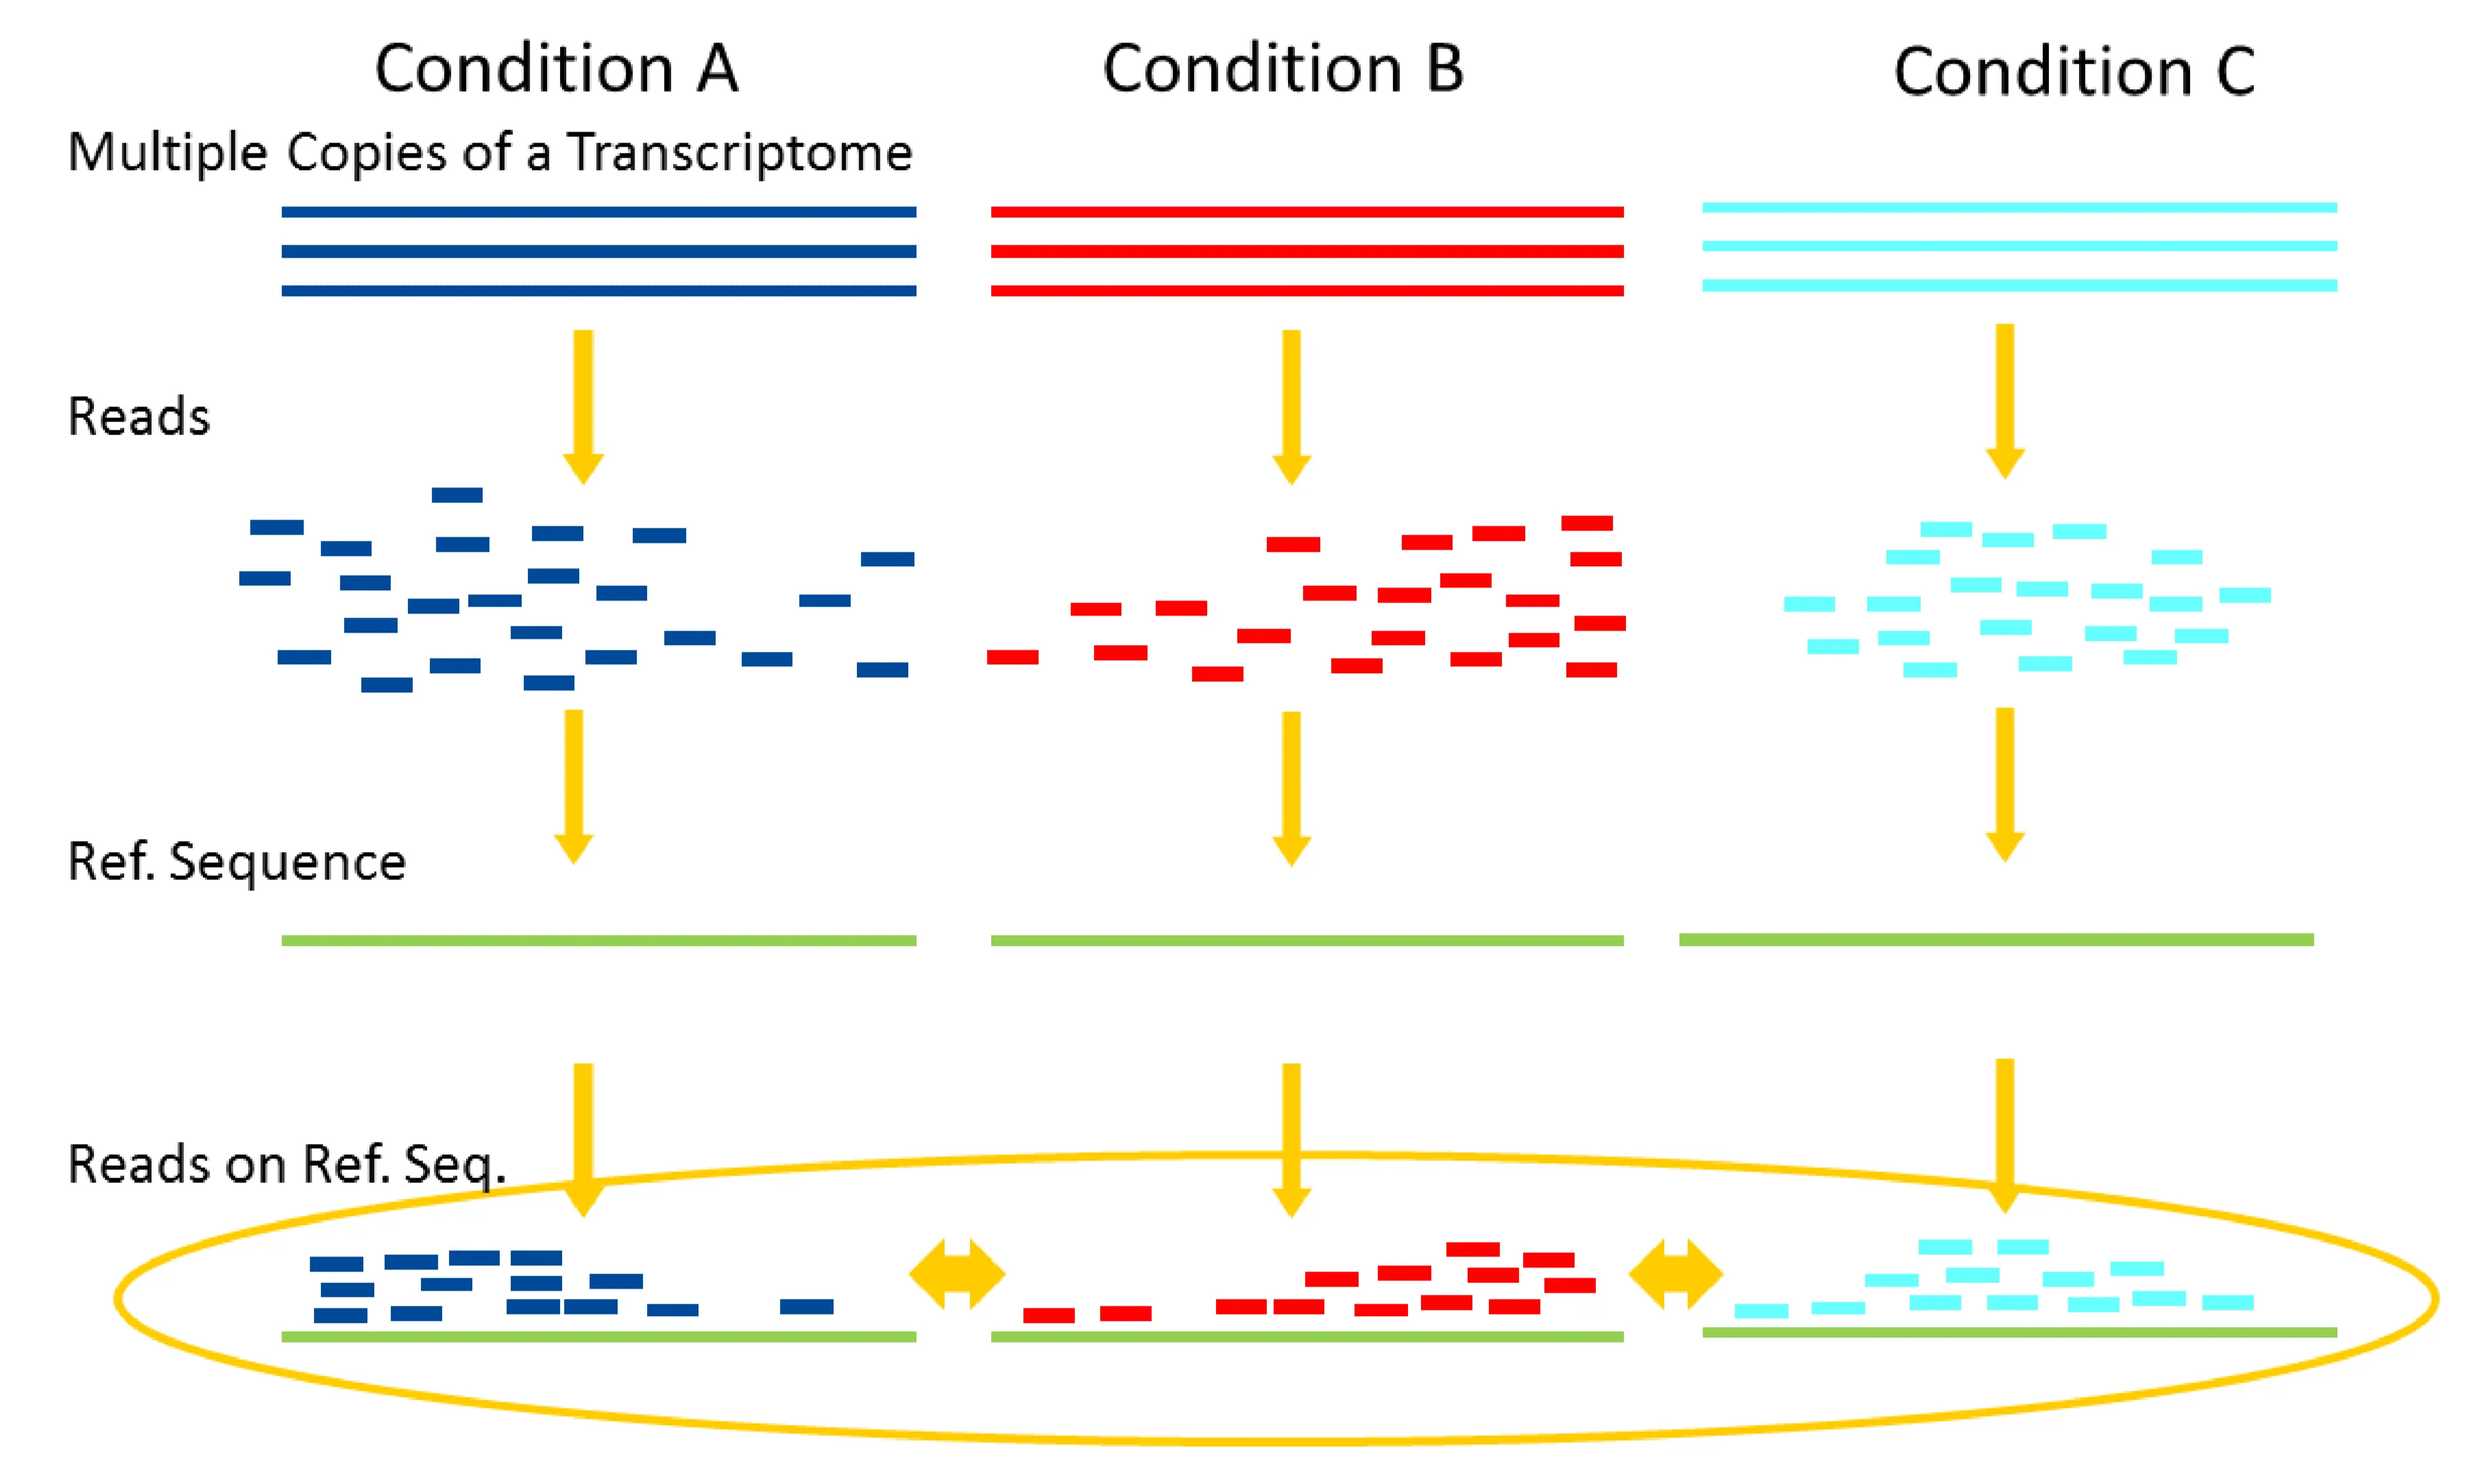 Condition A
Condition B
Condition C
Multiple Copies of a Transcriptome
Reads
Ref. Sequence
Reads on Ref. Seq.